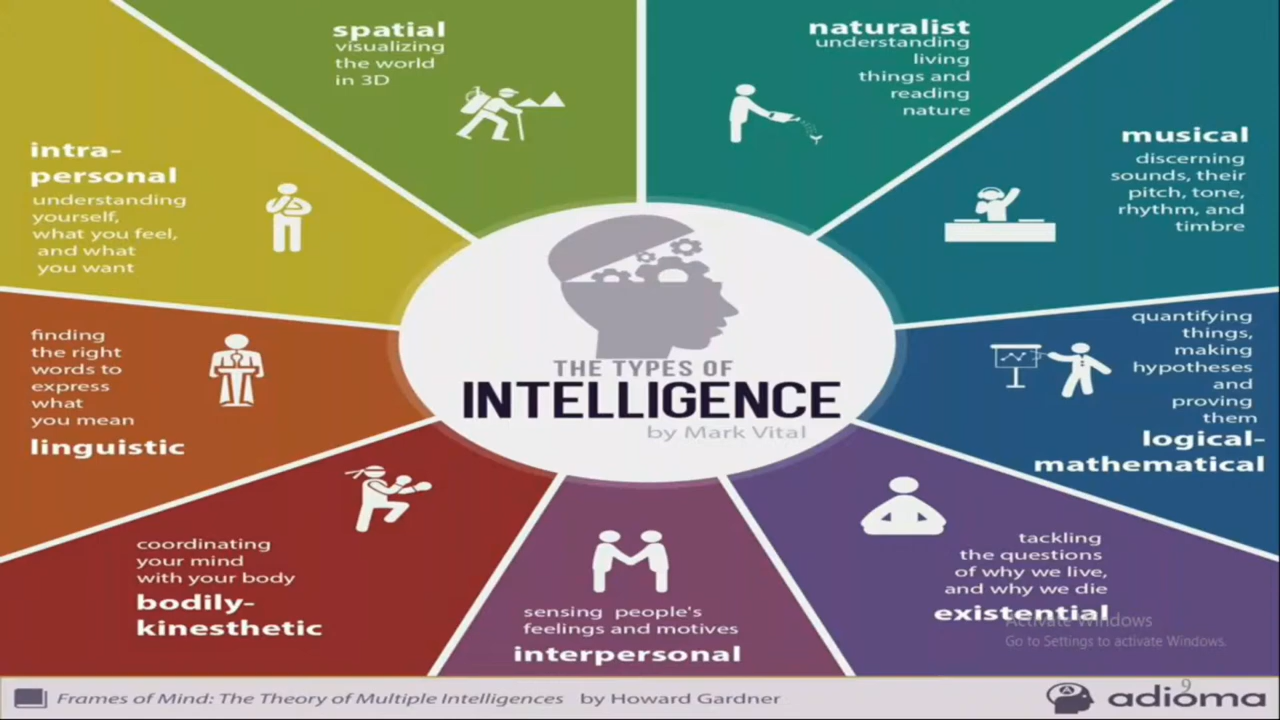 spatial
visualizing
the world
in 3D
naturalist
understanding
living
things and
reading
nature
musical
discerning
sounds, their
pitch, tone,
rhythm, and
timbre
intra-
personal
understanding
yourself,
what you feel,
and what
you want
finding
the right
words to
express
what
you mean
linguistic
THE TYPES OF
INTELLIGENCE
by Mark Vital
quantifying
things,
making
hypotheses
and
proving
them
logical-
mathematical
coordinating
your mind
with your body
bodily-
kinesthetic
sensing people's
feelings and motives
interpersonal
tackling
the questions
of why we live,
and why we die
existential
Activate Windows
Go to Settings to activate Windows.
Frames of Mind: The Theory of Multiple Inteligences by Howard Gardner
9
adioma